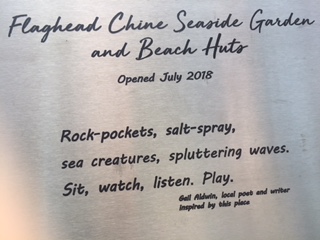 Flaghead Chine Seaside Garden
and Beach Huts
Opened July 2018
Rock-pockets, salt-spray,
sea creatures, spluttering waves.
Sit, watch, listen. Play.
Gail Aldwin, local poet and writer
inspired by this place